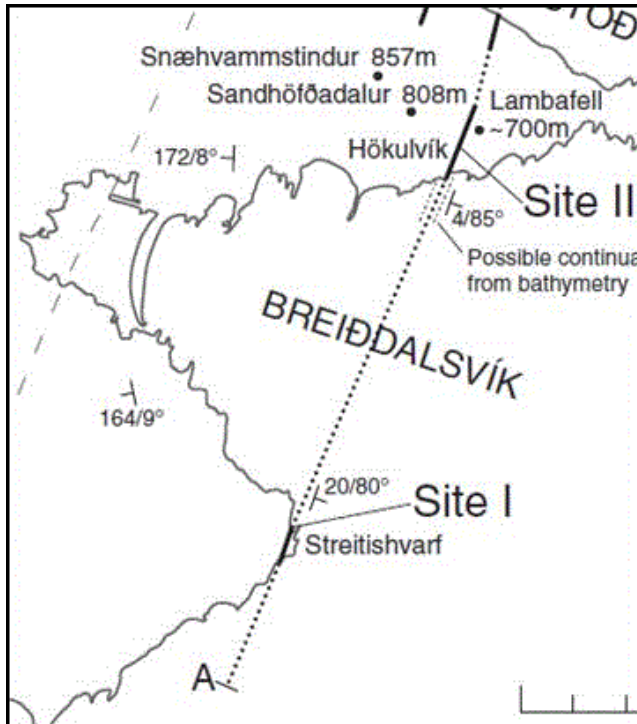 STOÐ
Snæhvammstindur 857m
Sandhöfðadalur 808m
Lambafell
~700m
172/8°
Hökulvík
Site II
4/85°
Possible continua
from bathymetry
BREIÐDALSVÍK
164/9°
20/80°
Site I
Streitishvarf
A